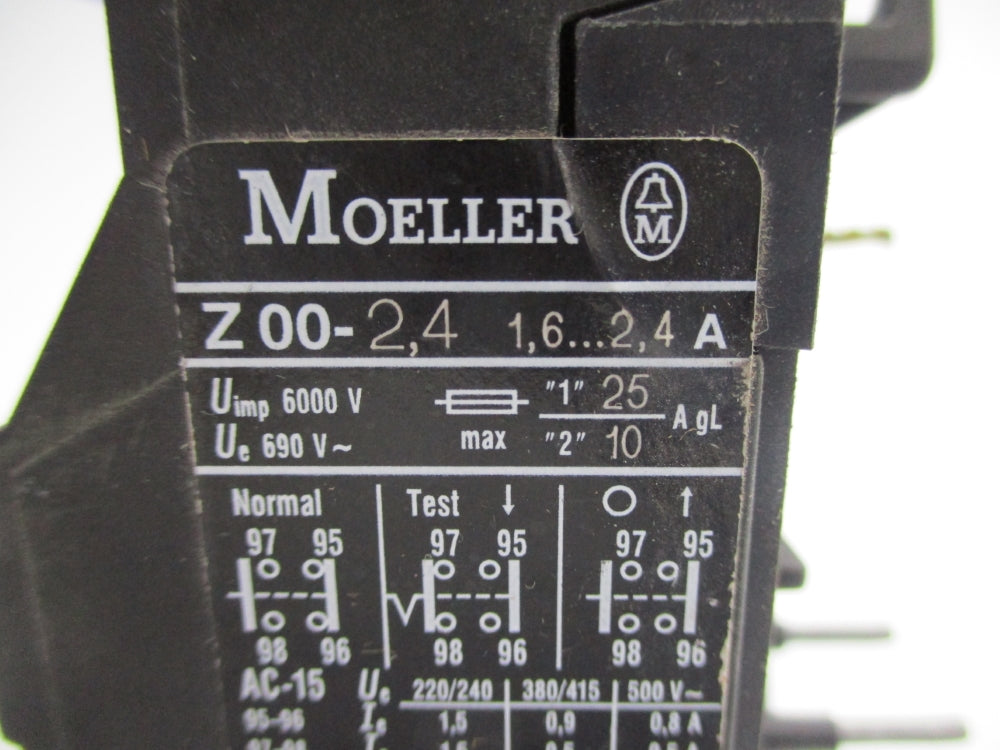 MOELLER M
Z 00-2,4 1,6...2,4 A
Uimp 6000 V "1" 25
max A gL
Ue 690 V~ "2" 10
Normal Test ↓ O ↑
97 95 97 95 97 95
98 96 98 96 98 96
AC-15 Ue 220/240 380/415 500 V~
95-96 Ie 1,5 0,9 0,8 A